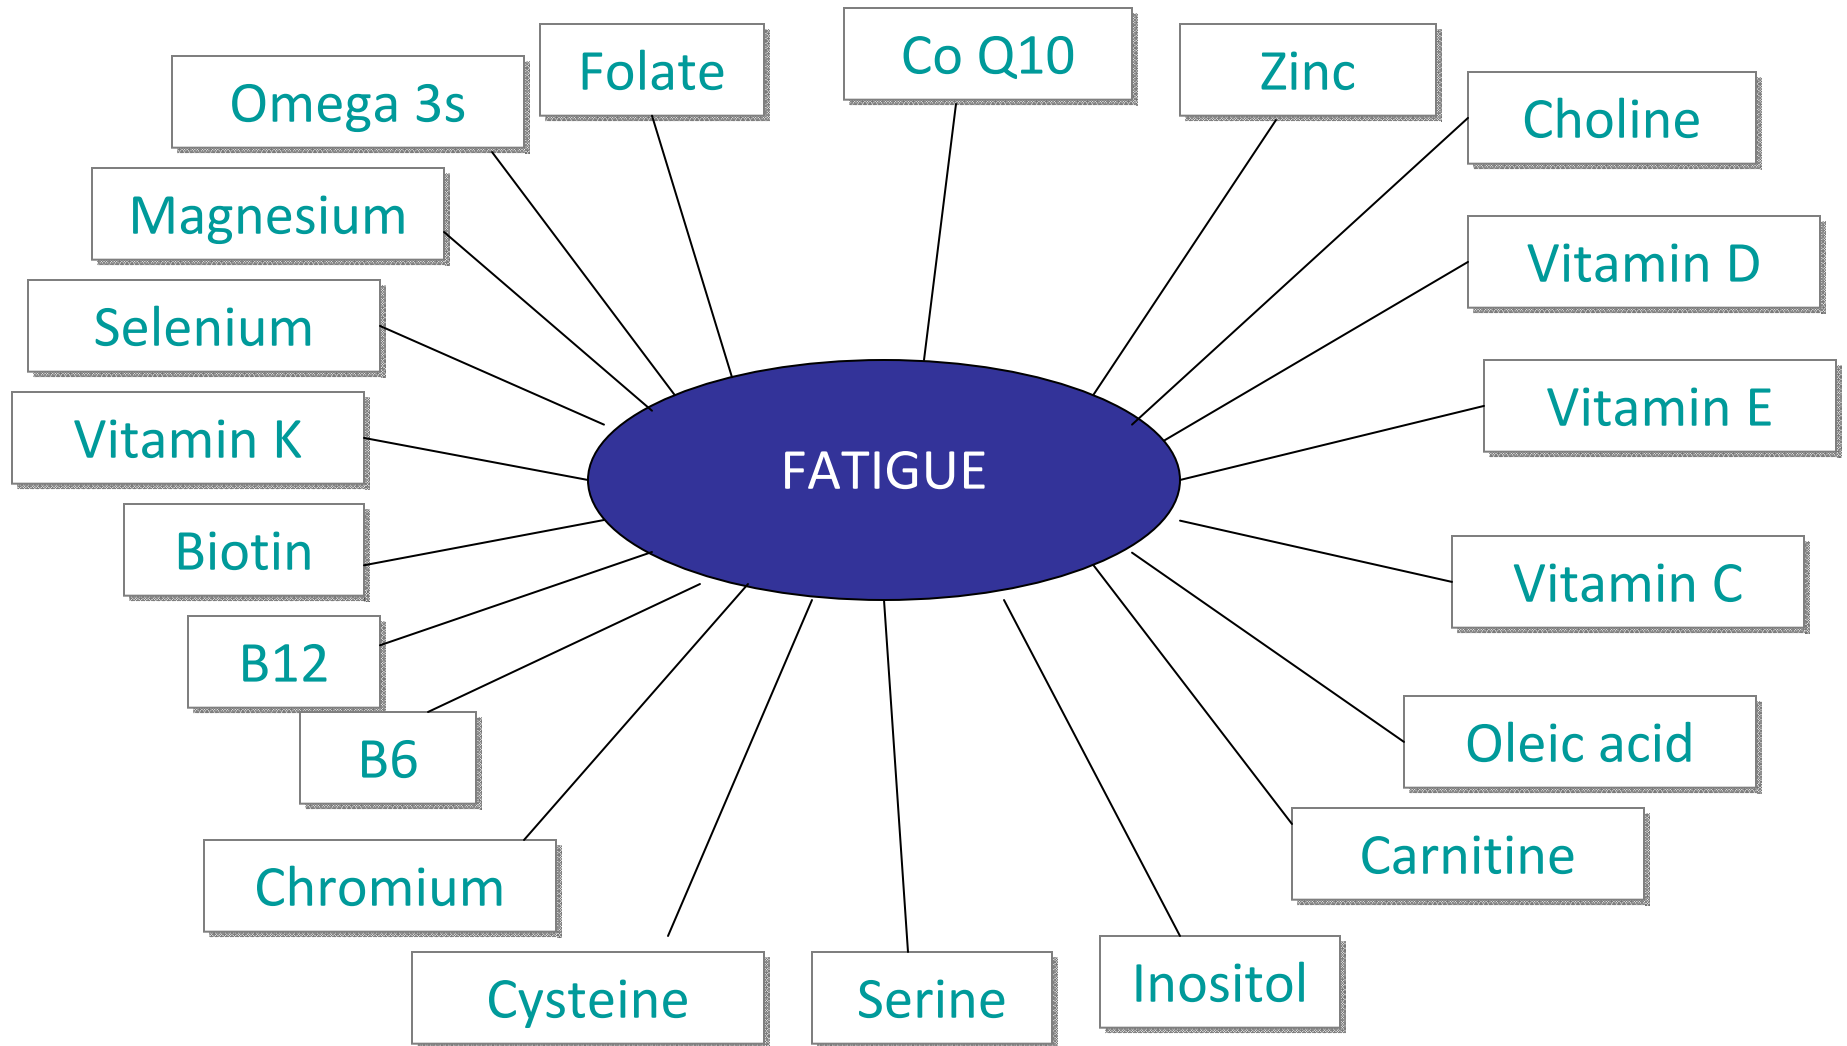 Co Q10
Folate
Zinc
Omega 3s
Choline
Magnesium
Vitamin D
Selenium
Vitamin E
Vitamin K
FATIGUE
Biotin
Vitamin C
B12
Oleic acid
B6
Carnitine
Chromium
Inositol
Cysteine
Serine